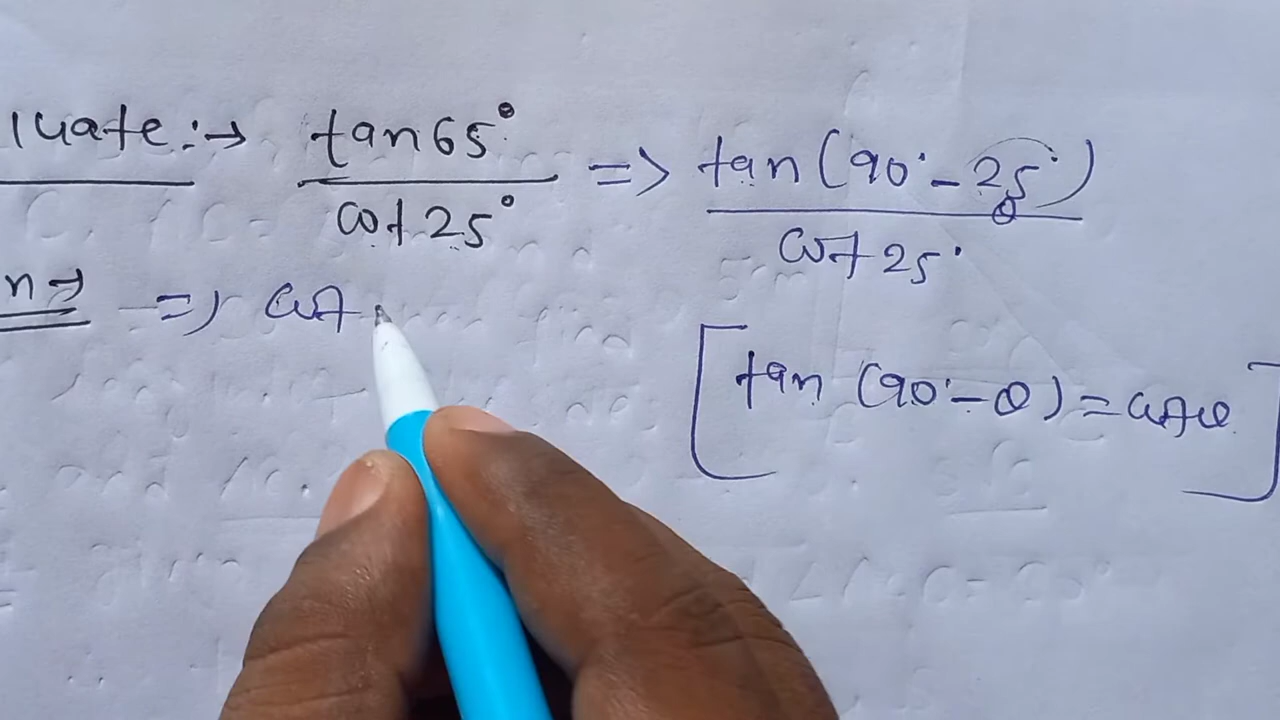 luate:→ tan65° / cot25° => tan(90°-25°) / cot25°
θ
n→ => cot
[tan (90°-θ) = cotθ]